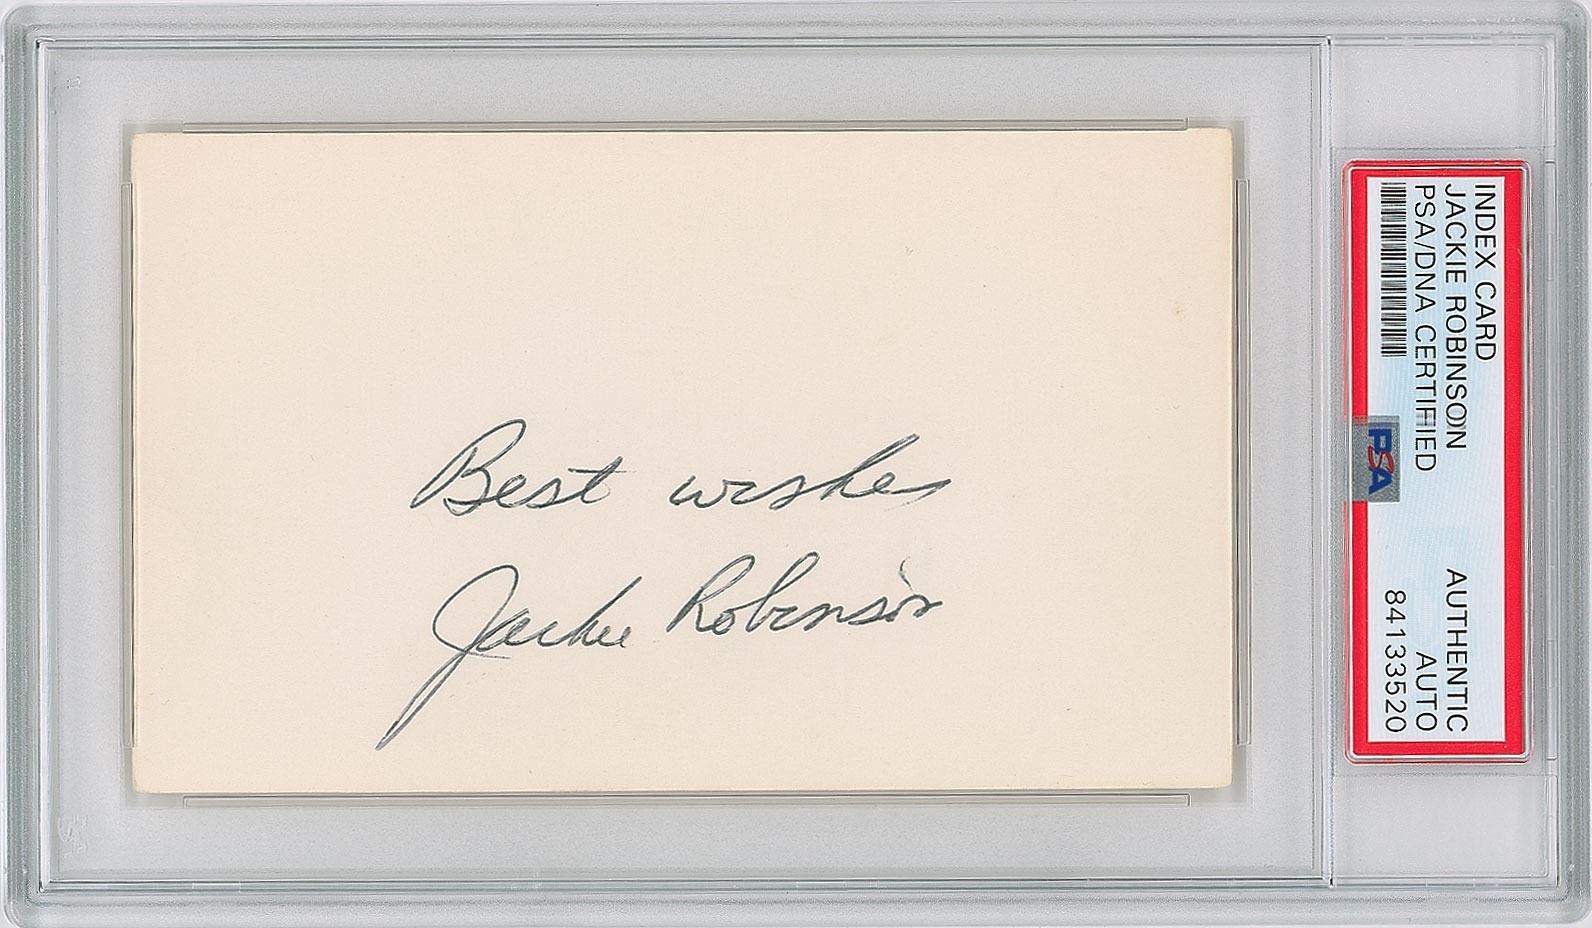 Best wishes
Jackie Robinson
INDEX CARD
JACKIE ROBINSON
PSA/DNA CERTIFIED
PSA
AUTHENTIC
AUTO
84133520